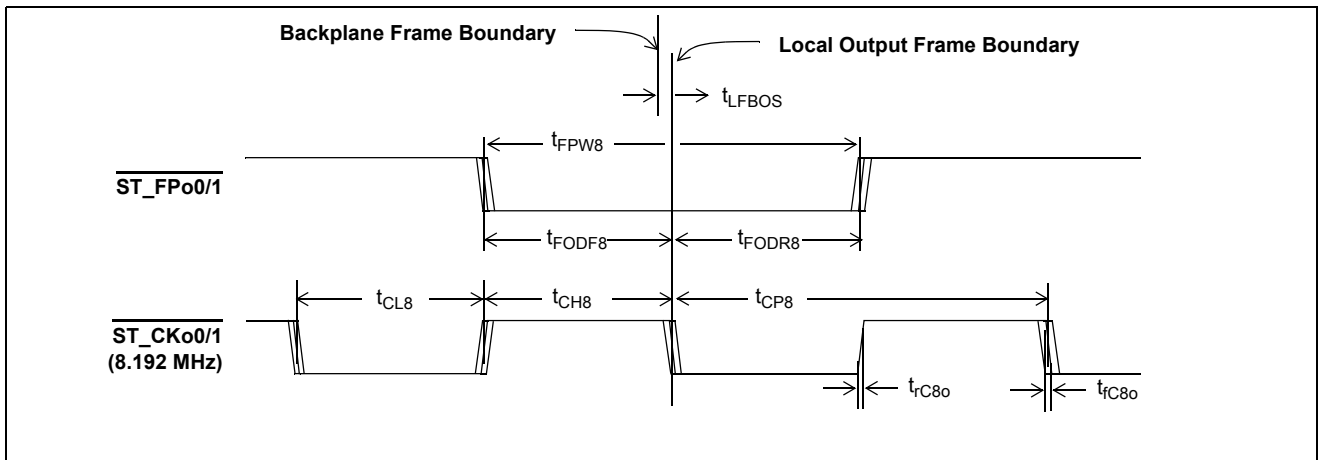 Backplane Frame Boundary
Local Output Frame Boundary
tLFBOS
tFPW8
ST_FPo0/1
tFODF8
tFODR8
tCL8
tCH8
tCP8
ST_CKo0/1
(8.192 MHz)
trC8o
tfC8o